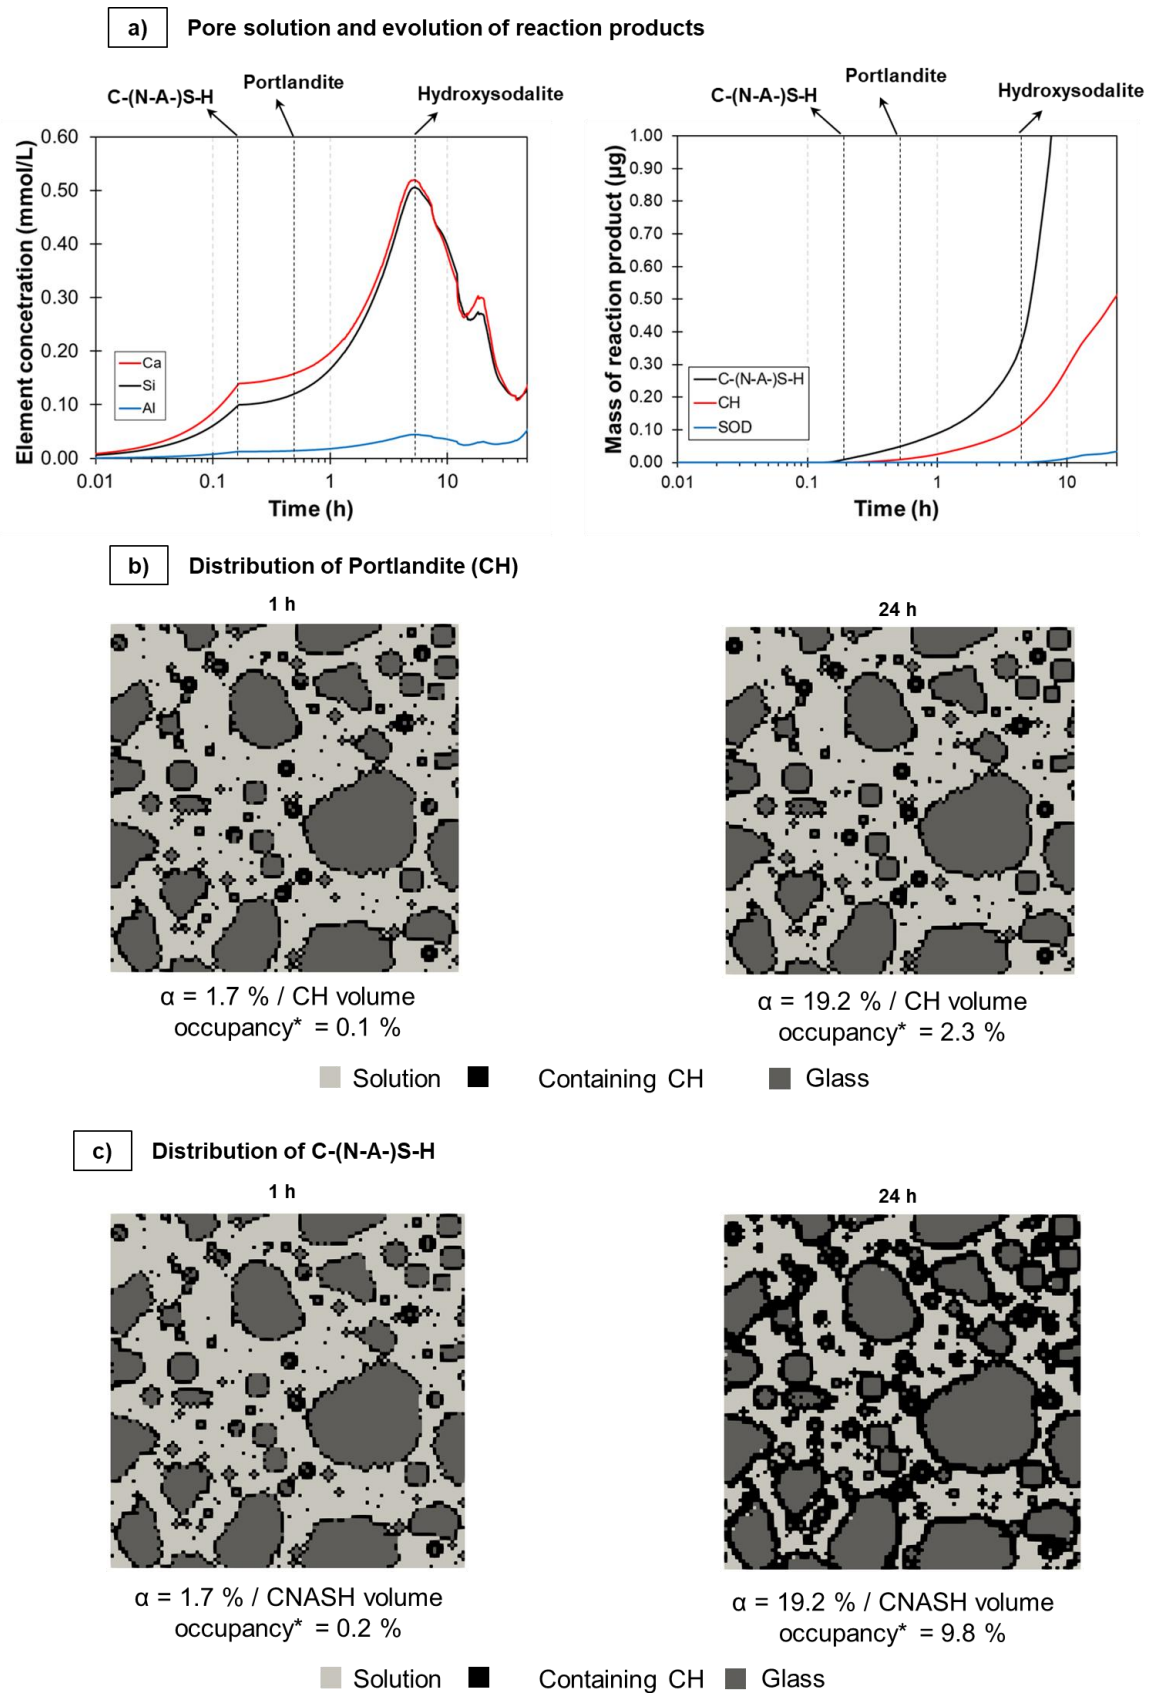 a) Pore solution and evolution of reaction products
C-(N-A-)S-H
Portlandite
Hydroxysodalite
Element concetration (mmol/L)
0.60
0.50
0.40
0.30
0.20
0.10
0.00
Ca
Si
Al
0.01 0.1 1 10
Time (h)
C-(N-A-)S-H
Portlandite
Hydroxysodalite
Mass of reaction product (µg)
1.00
0.90
0.80
0.70
0.60
0.50
0.40
0.30
0.20
0.10
0.00
C-(N-A-)S-H
CH
SOD
0.01 0.1 1 10
Time (h)
b) Distribution of Portlandite (CH)
1 h
24 h
α = 1.7 % / CH volume
occupancy* = 0.1 %
α = 19.2 % / CH volume
occupancy* = 2.3 %
Solution Containing CH Glass
c) Distribution of C-(N-A-)S-H
1 h
24 h
α = 1.7 % / CNASH volume
occupancy* = 0.2 %
α = 19.2 % / CNASH volume
occupancy* = 9.8 %
Solution Containing CH Glass